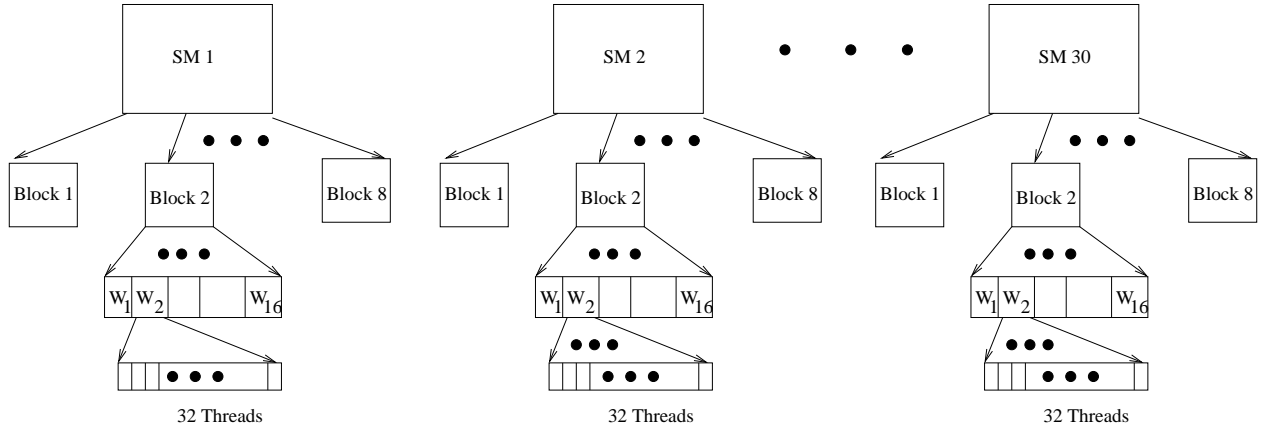 SM 1
SM 2
SM 30
Block 1
Block 2
Block 8
Block 1
Block 2
Block 8
Block 1
Block 2
Block 8
W1 W2 W16
W1 W2 W16
W1 W2 W16
32 Threads
32 Threads
32 Threads